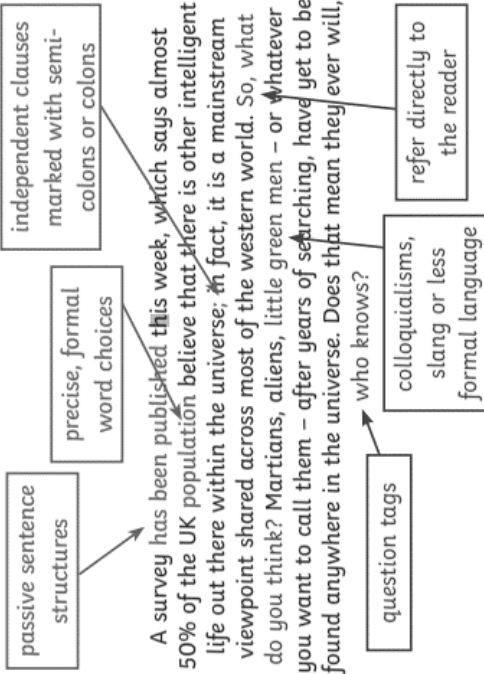 passive sentence
structures
precise, formal
word choices
independent clauses
marked with semi-
colons or colons
A survey has been published this week, which says almost
50% of the UK population believe that there is other intelligent
life out there within the universe; in fact, it is a mainstream
viewpoint shared across most of the western world. So, what
do you think? Martians, aliens, little green men – or whatever
you want to call them – after years of searching, have yet to be
found anywhere in the universe. Does that mean they ever will,
who knows?
question tags
colloquialisms,
slang or less
formal language
refer directly to
the reader